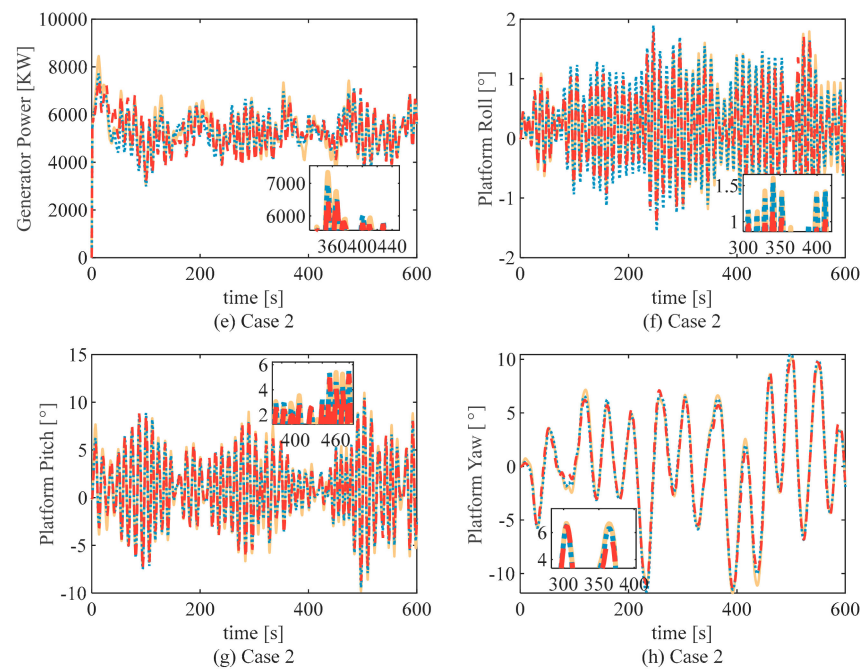 10000
8000
6000
4000
2000
0
Generator Power [KW]
7000
6000
360 400 440
0 200 400 600
time [s]
(e) Case 2
2
1
0
-1
-2
Platform Roll [°]
1.5
1
300 340 400
0 200 400 600
time [s]
(f) Case 2
15
10
5
0
-5
-10
Platform Pitch [°]
6
4
2
400 460
0 200 400 600
time [s]
(g) Case 2
10
5
0
-5
-10
Platform Yaw [°]
6
4
300 350 400
0 200 400 600
time [s]
(h) Case 2